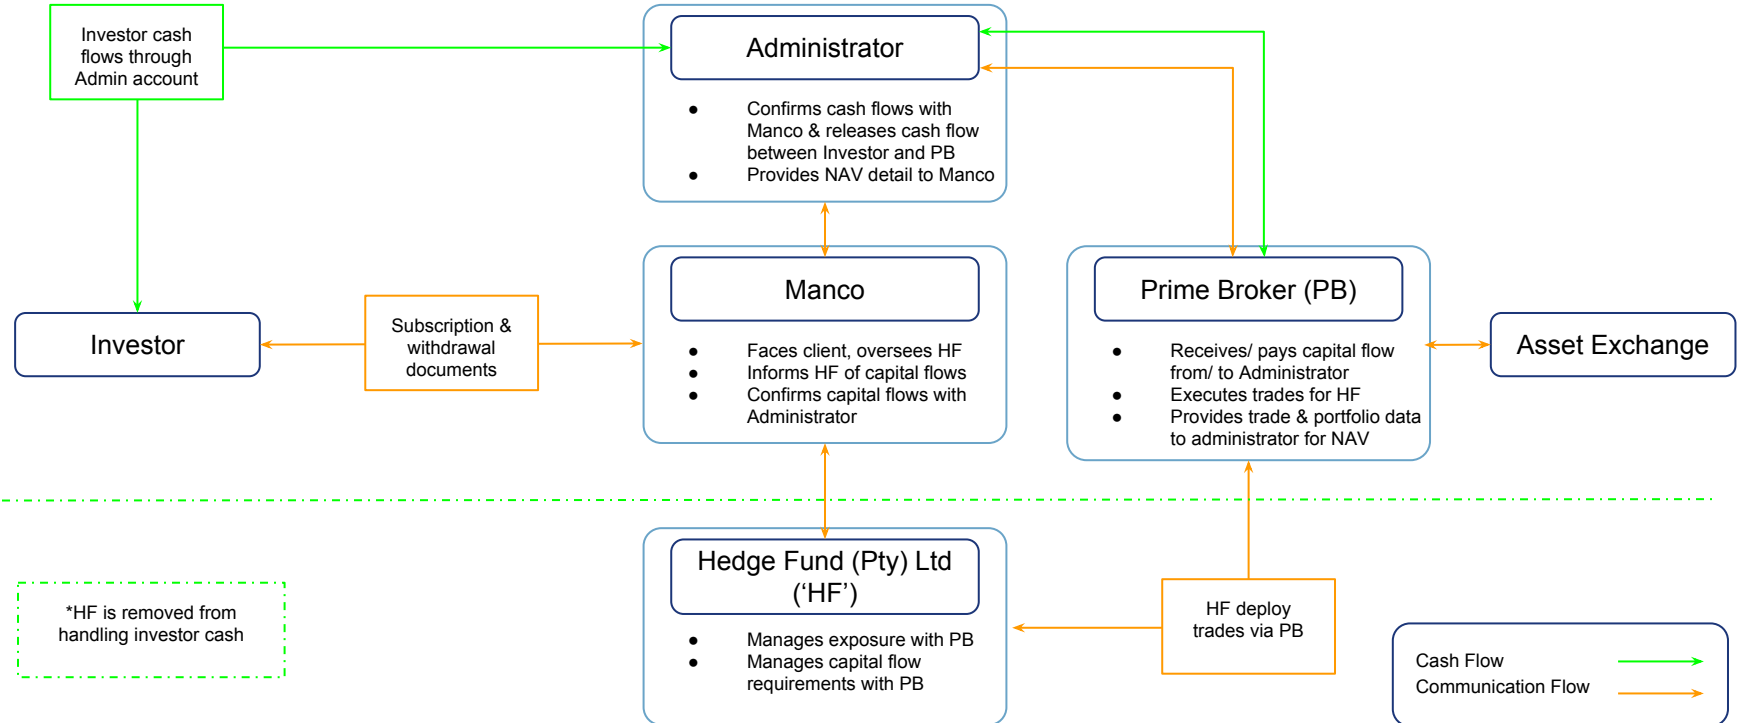 Investor cash
flows through
Admin account
Administrator
● Confirms cash flows with
Manco & releases cash flow
between Investor and PB
● Provides NAV detail to Manco
Investor
Subscription &
withdrawal
documents
Manco
● Faces client, oversees HF
● Informs HF of capital flows
● Confirms capital flows with
Administrator
Prime Broker (PB)
● Receives/ pays capital flow
from/ to Administrator
● Executes trades for HF
● Provides trade & portfolio data
to administrator for NAV
Asset Exchange
*HF is removed from
handling investor cash
Hedge Fund (Pty) Ltd
(‘HF’)
● Manages exposure with PB
● Manages capital flow
requirements with PB
HF deploy
trades via PB
Cash Flow
Communication Flow